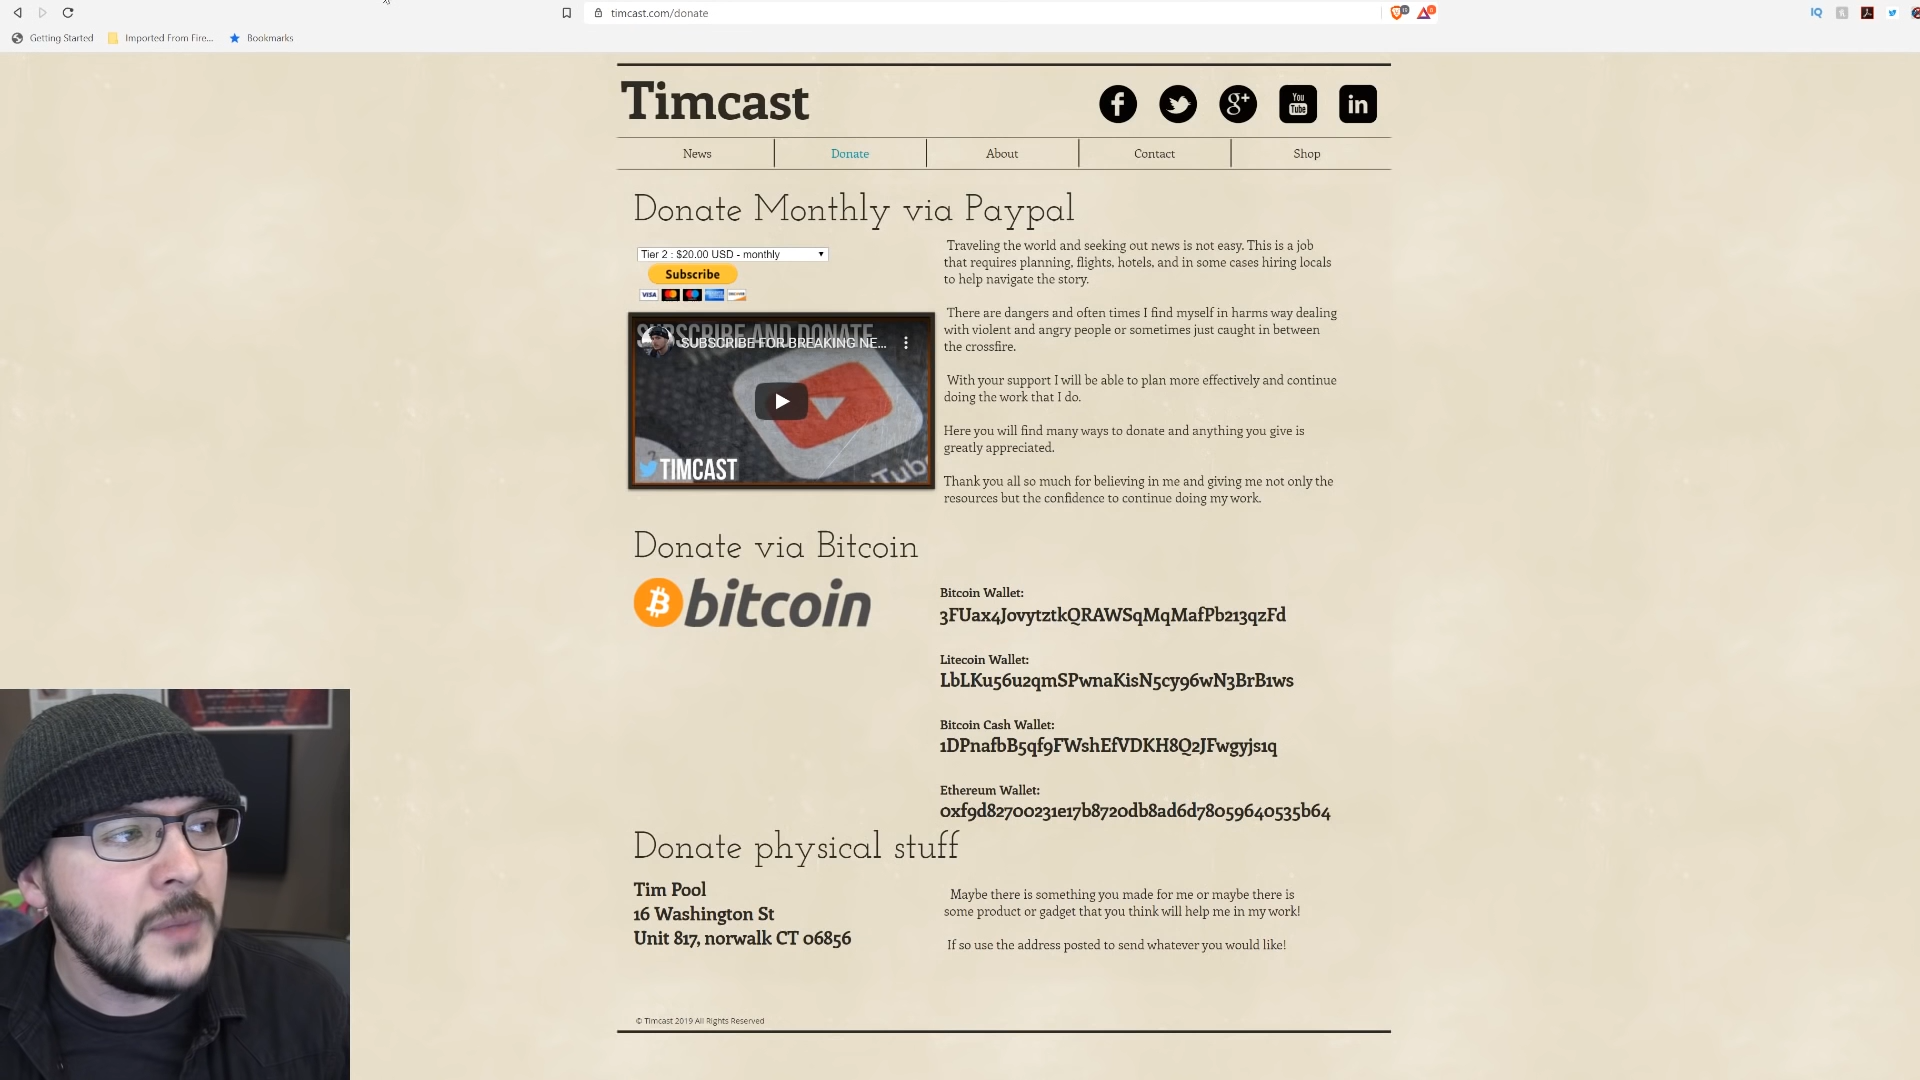 timcast.com/donate
Getting Started
Imported From Fire...
Bookmarks
Timcast
News
Donate
About
Contact
Shop
Donate Monthly via Paypal
Tier 2 : $20.00 USD - monthly
Subscribe
VISA
SUBSCRIBE AND DONATE
SUBSCRIBE FOR BREAKING NE...
TIMCAST
Traveling the world and seeking out news is not easy. This is a job
that requires planning, flights, hotels, and in some cases hiring locals
to help navigate the story.
There are dangers and often times I find myself in harms way dealing
with violent and angry people or sometimes just caught in between
the crossfire.
With your support I will be able to plan more effectively and continue
doing the work that I do.
Here you will find many ways to donate and anything you give is
greatly appreciated.
Thank you all so much for believing in me and giving me not only the
resources but the confidence to continue doing my work.
Donate via Bitcoin
bitcoin
Bitcoin Wallet:
3FUax4JovytztkQRAWSqMqMafPb213qzFd
Litecoin Wallet:
LbLKu56u2qmSPwnaKisN5cy96wN3BrB1ws
Bitcoin Cash Wallet:
1DPnafbB5qf9FWshEfVDKH8Q2JFwgyjs1q
Ethereum Wallet:
0xf9d82700231e17b8720db8ad6d78059640535b64
Donate physical stuff
Tim Pool
16 Washington St
Unit 817, norwalk CT 06856
Maybe there is something you made for me or maybe there is
some product or gadget that you think will help me in my work!
If so use the address posted to send whatever you would like!
© Timcast 2019 All Rights Reserved